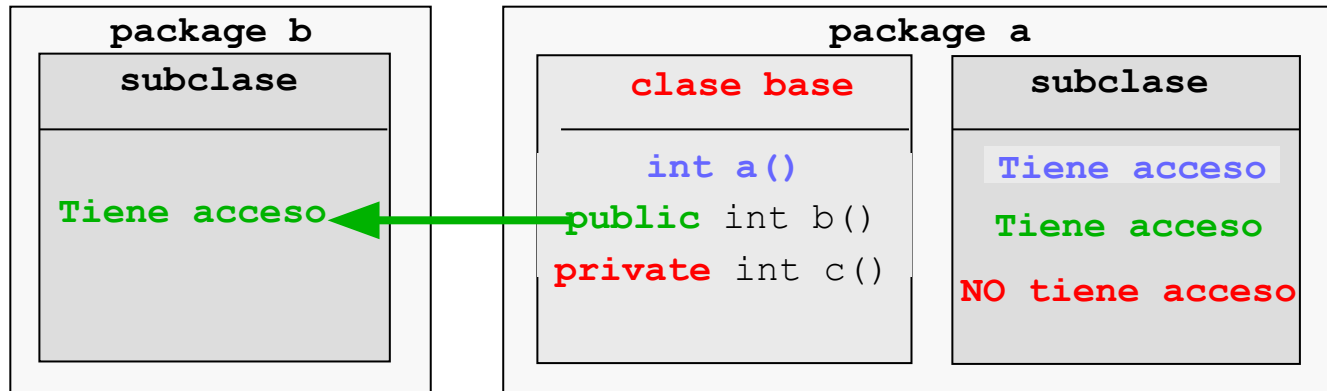 package b
subclase
Tiene acceso
package a
clase base
int a()
public int b()
private int c()
subclase
Tiene acceso
Tiene acceso
NO tiene acceso